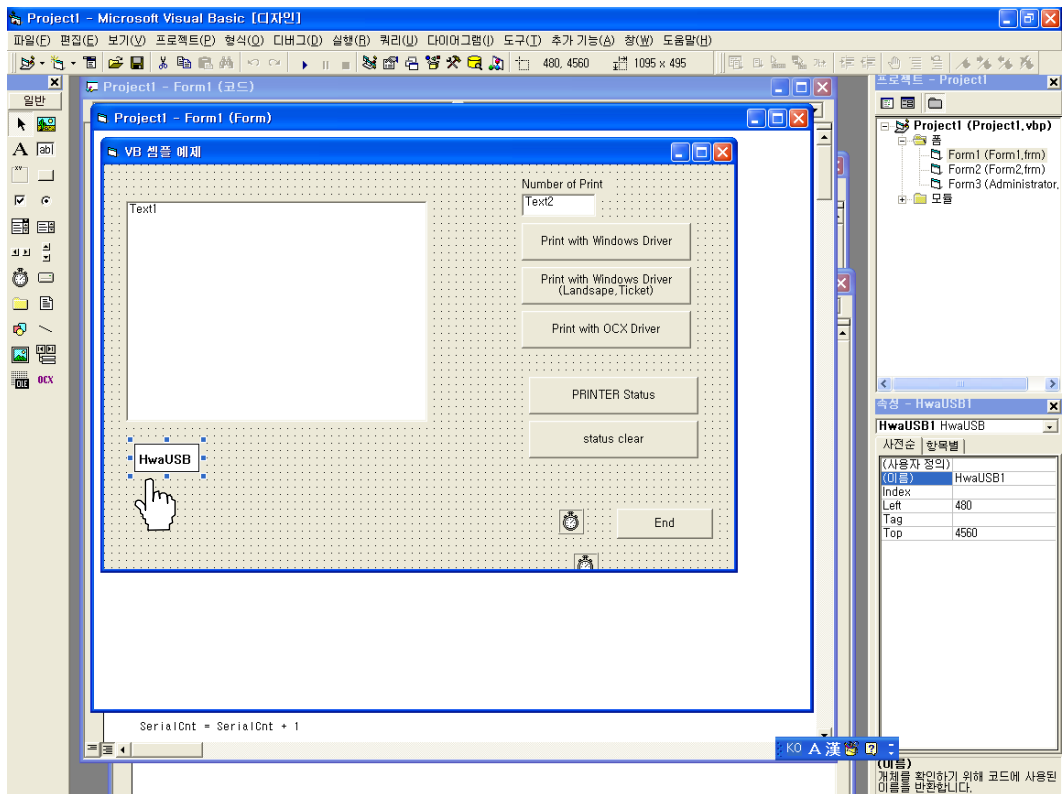 Project1 - Microsoft Visual Basic [디자인]
파일(F) 편집(E) 보기(V) 프로젝트(P) 형식(O) 디버그(D) 실행(R) 쿼리(U) 다이어그램(I) 도구(T) 추가 기능(A) 창(W) 도움말(H)
480, 4560 1095 x 495
일반
A ab|
xv
OLE OCX
Project1 - Form1 (코드)
Project1 - Form1 (Form)
VB 셈플 예제
Text1
Number of Print
Text2
Print with Windows Driver
Print with Windows Driver
(Landsape,Ticket)
Print with OCX Driver
PRINTER Status
status clear
HwaUSB
End
SerialCnt = SerialCnt + 1
KO A 漢
프로젝트 - Project1
Project1 (Project1.vbp)
폼
Form1 (Form1.frm)
Form2 (Form2.frm)
Form3 (Administrator,
모듈
속성 - HwaUSB1
HwaUSB1 HwaUSB
사전순 항목별
(사용자 정의)
(이름) HwaUSB1
Index
Left 480
Tag
Top 4560
(이름)
개체를 확인하기 위해 코드에 사용된
이름을 반환합니다.